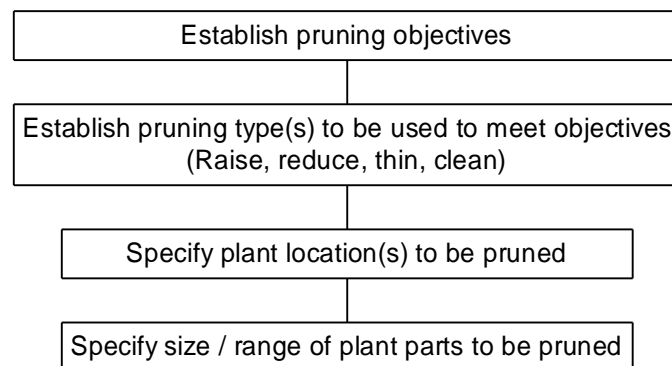 Establish pruning objectives
Establish pruning type(s) to be used to meet objectives
(Raise, reduce, thin, clean)
Specify plant location(s) to be pruned
Specify size / range of plant parts to be pruned